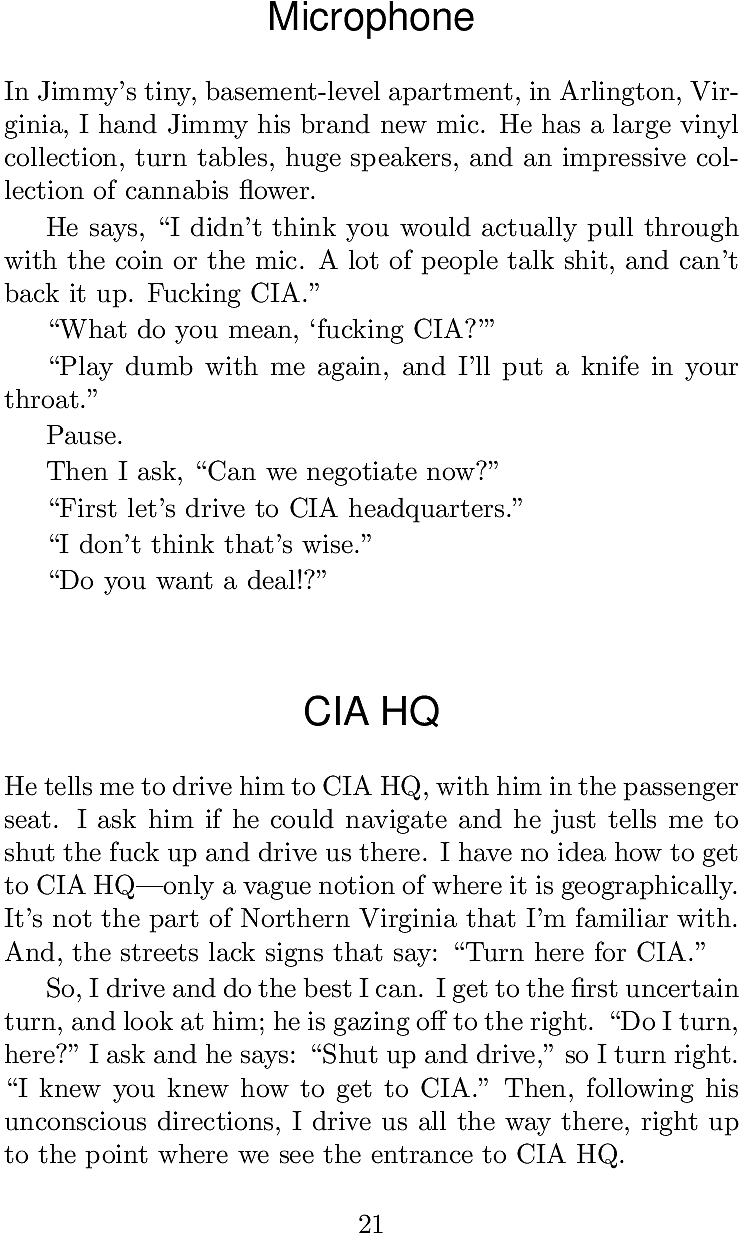 Microphone
In Jimmy's tiny, basement-level apartment, in Arlington, Vir-
ginia, I hand Jimmy his brand new mic. He has a large vinyl
collection, turn tables, huge speakers, and an impressive col-
lection of cannabis flower.
He says, “I didn't think you would actually pull through
with the coin or the mic. A lot of people talk shit, and can't
back it up. Fucking CIA.”
“What do you mean, ‘fucking CIA?’”
“Play dumb with me again, and I'll put a knife in your
throat.”
Pause.
Then I ask, “Can we negotiate now?”
“First let's drive to CIA headquarters.”
“I don't think that's wise.”
“Do you want a deal!?”
CIA HQ
He tells me to drive him to CIA HQ, with him in the passenger
seat. I ask him if he could navigate and he just tells me to
shut the fuck up and drive us there. I have no idea how to get
to CIA HQ—only a vague notion of where it is geographically.
It's not the part of Northern Virginia that I'm familiar with.
And, the streets lack signs that say: “Turn here for CIA.”
So, I drive and do the best I can. I get to the first uncertain
turn, and look at him; he is gazing off to the right. “Do I turn,
here?” I ask and he says: “Shut up and drive,” so I turn right.
“I knew you knew how to get to CIA.” Then, following his
unconscious directions, I drive us all the way there, right up
to the point where we see the entrance to CIA HQ.
21